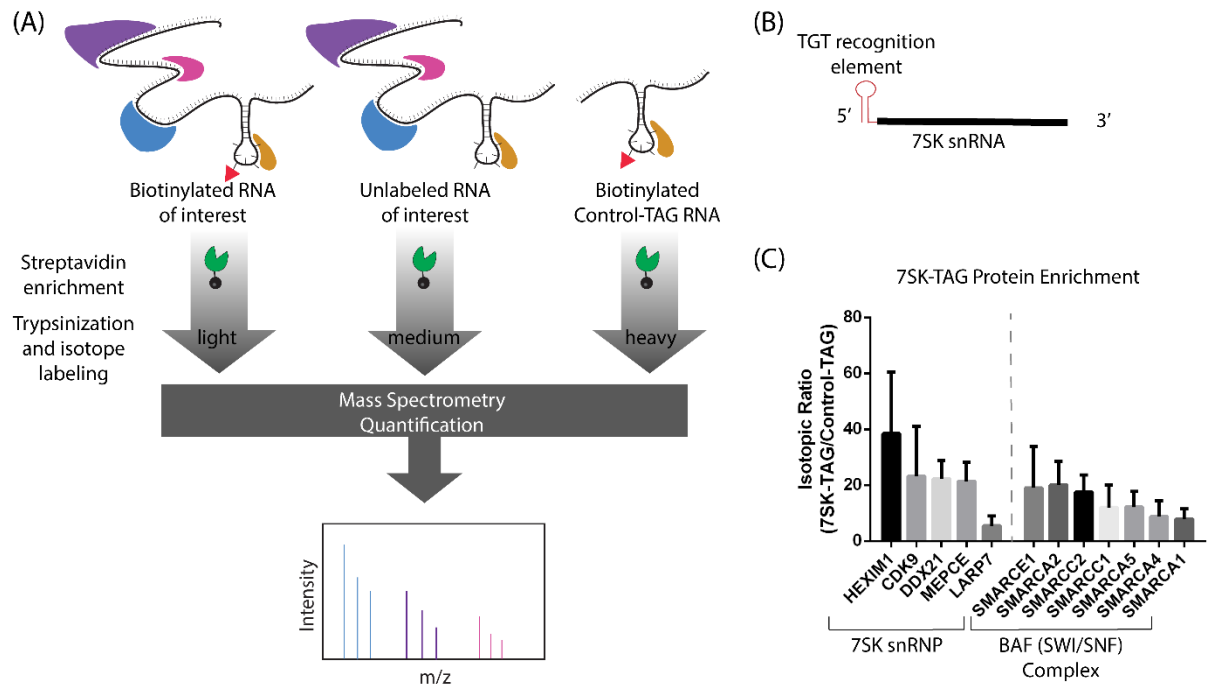 (A)
Biotinylated RNA
of interest
Unlabeled RNA
of interest
Biotinylated
Control-TAG RNA
Streptavidin
enrichment
Trypsinization
and isotope
labeling
light
medium
heavy
Mass Spectrometry
Quantification
Intensity
m/z
(B)
TGT recognition
element
5’
3’
7SK snRNA
(C)
7SK-TAG Protein Enrichment
Isotopic Ratio
(7SK-TAG/Control-TAG)
80
60
40
20
0
HEXIM1
CDK9
DDX21
MEPCE
LARP7
SMARCE1
SMARCA2
SMARCC2
SMARCC1
SMARCA5
SMARCA4
SMARCA1
7SK snRNP
BAF (SWI/SNF)
Complex